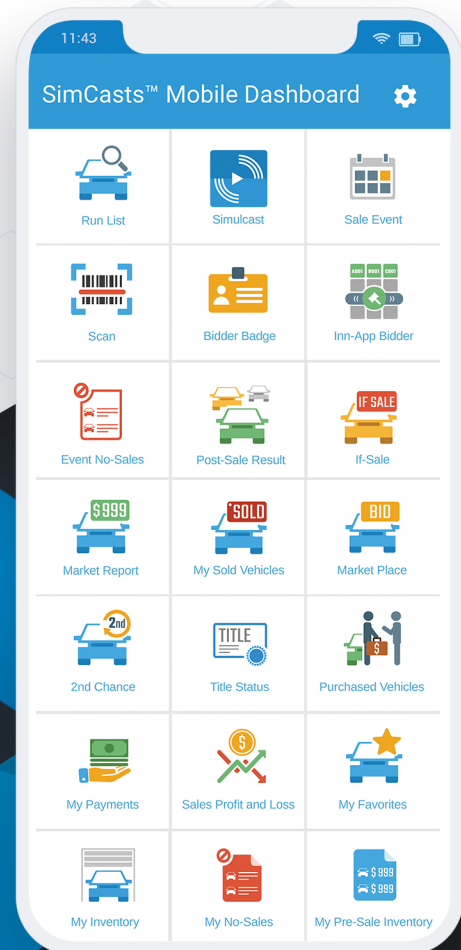 11:43
SimCasts™ Mobile Dashboard
Run List
Simulcast
Sale Event
Scan
Bidder Badge
A001 B001 C001
Inn-App Bidder
Event No-Sales
Post-Sale Result
IF SALE
If-Sale
$999
Market Report
SOLD
My Sold Vehicles
BID
Market Place
2nd
2nd Chance
TITLE
Title Status
$
Purchased Vehicles
My Payments
$
Sales Profit and Loss
My Favorites
My Inventory
My No-Sales
$ 999
$ 999
My Pre-Sale Inventory